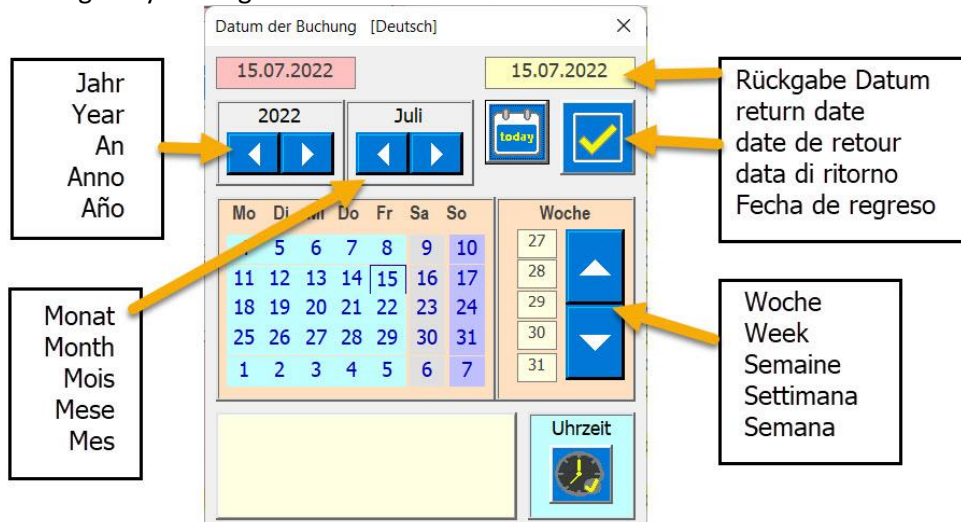 Datum der Buchung [Deutsch]
15.07.2022
15.07.2022
Jahr
Year
An
Anno
Año
2022
Juli
today
Rückgabe Datum
return date
date de retour
data di ritorno
Fecha de regreso
Mo Di Mi Do Fr Sa So
5 6 7 8 9 10
11 12 13 14 15 16 17
18 19 20 21 22 23 24
25 26 27 28 29 30 31
1 2 3 4 5 6 7
Woche
27
28
29
30
31
Monat
Month
Mois
Mese
Mes
Woche
Week
Semaine
Settimana
Semana
Uhrzeit